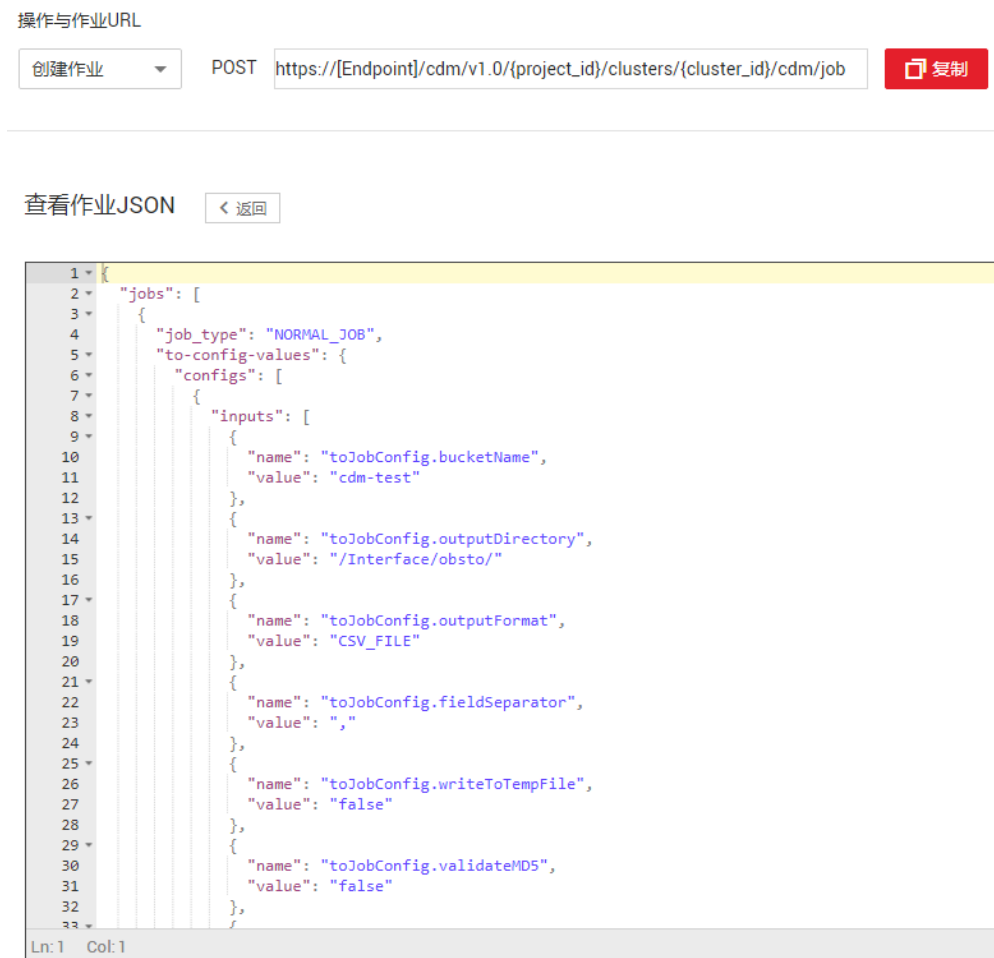 操作与作业URL
创建作业 POST https://[Endpoint]/cdm/v1.0/{project_id}/clusters/{cluster_id}/cdm/job 复制
查看作业JSON 返回
1 {
2 "jobs": [
3 {
4 "job_type": "NORMAL_JOB",
5 "to-config-values": {
6 "configs": [
7 {
8 "inputs": [
9 {
10 "name": "toJobConfig.bucketName",
11 "value": "cdm-test"
12 },
13 {
14 "name": "toJobConfig.outputDirectory",
15 "value": "/Interface/obsto/"
16 },
17 {
18 "name": "toJobConfig.outputFormat",
19 "value": "CSV_FILE"
20 },
21 {
22 "name": "toJobConfig.fieldSeparator",
23 "value": ","
24 },
25 {
26 "name": "toJobConfig.writeToTempFile",
27 "value": "false"
28 },
29 {
30 "name": "toJobConfig.validateMD5",
31 "value": "false"
32 },
33 {
Ln: 1 Col: 1